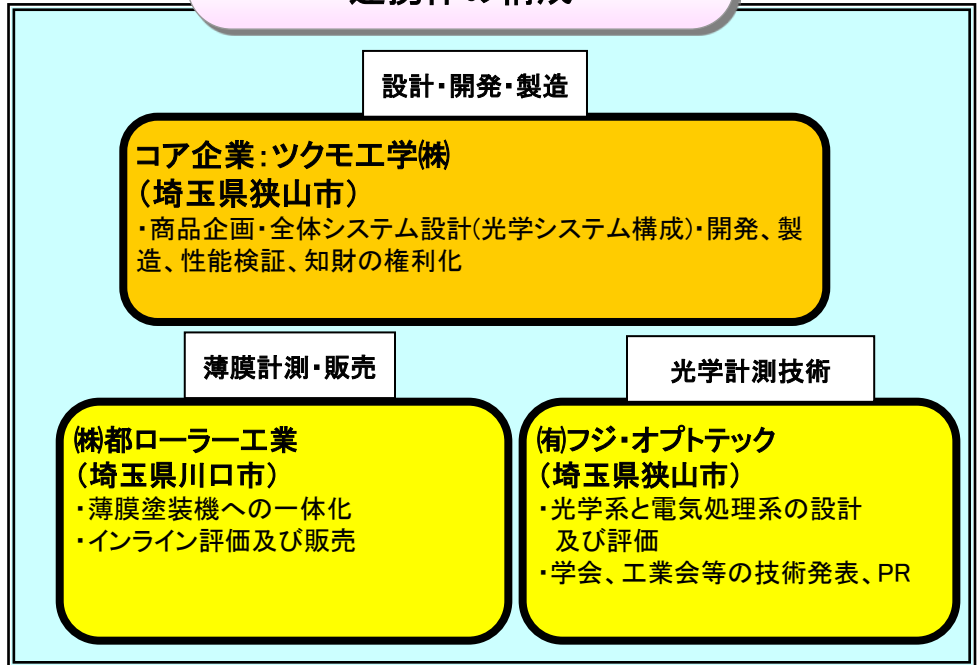 連携体の構成
設計・開発・製造
コア企業：ツクモ工学㈱
（埼玉県狭山市）
・商品企画・全体システム設計(光学システム構成)・開発、製
造、性能検証、知財の権利化
薄膜計測・販売
光学計測技術
㈱都ローラー工業
（埼玉県川口市）
・薄膜塗装機への一体化
・インライン評価及び販売
㈲フジ・オプトテック
（埼玉県狭山市）
・光学系と電気処理系の設計
及び評価
・学会、工業会等の技術発表、PR